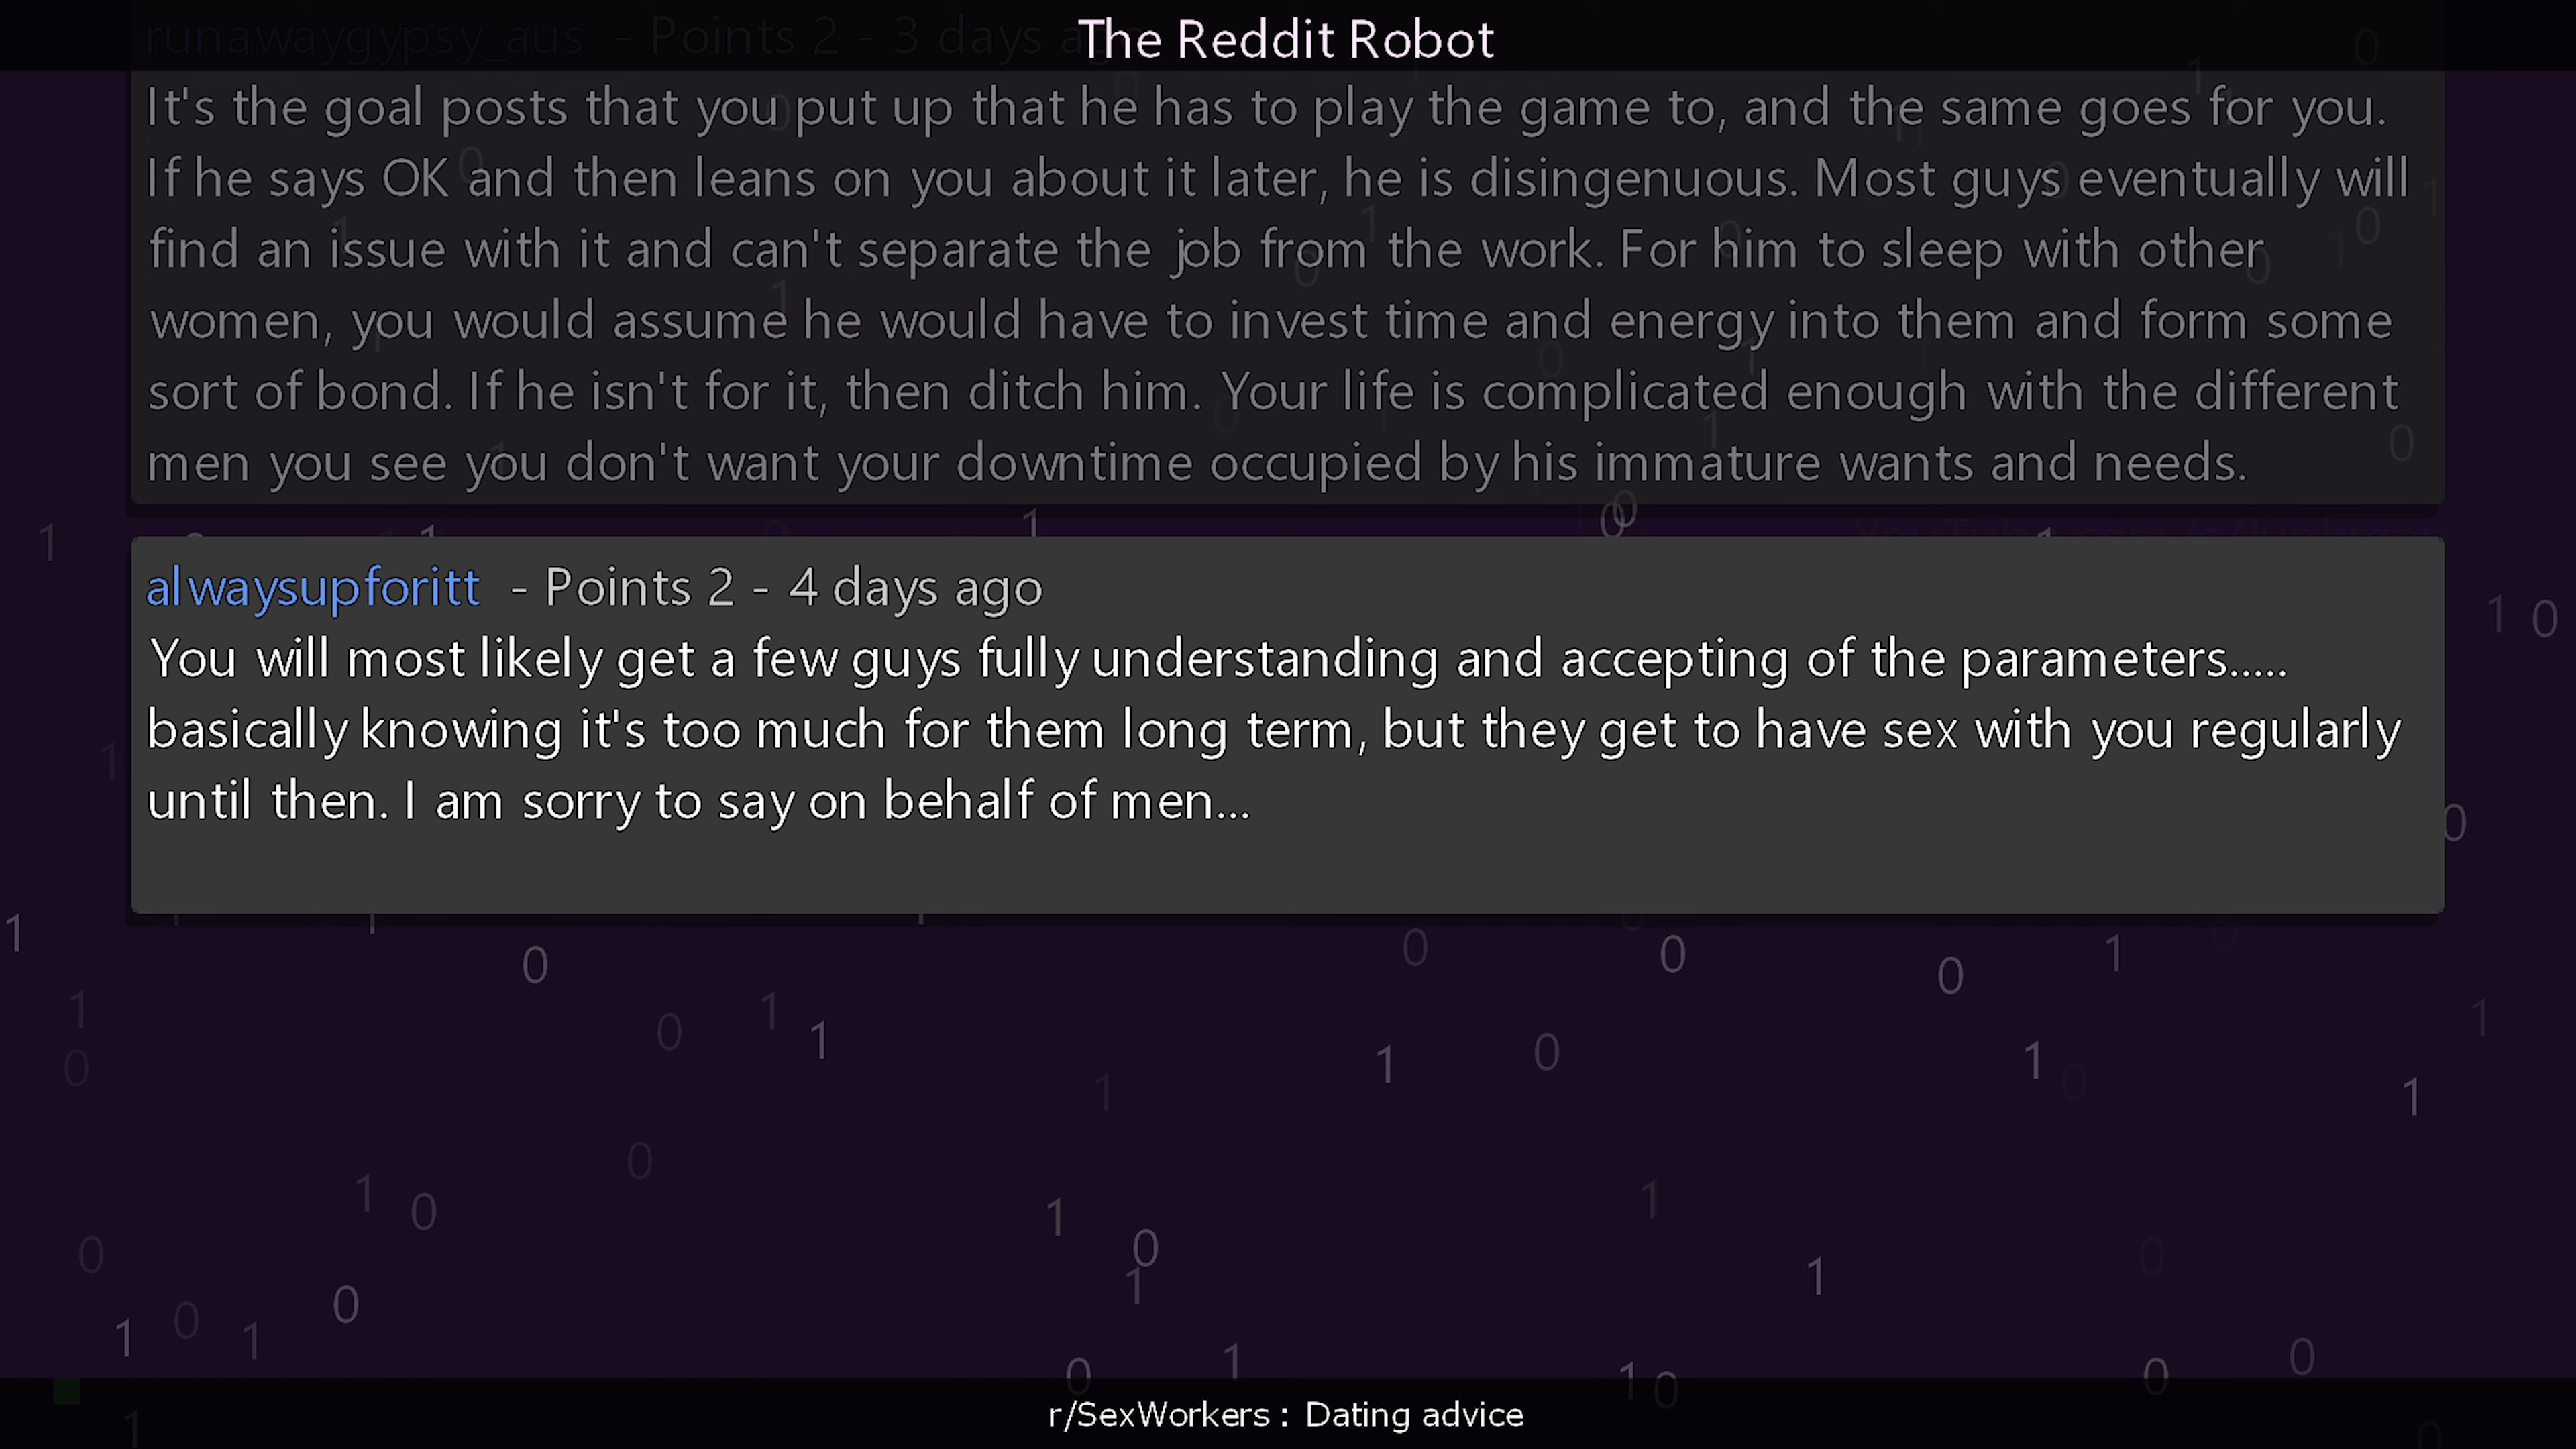 The Reddit Robot
runawaygypsy_aus - Points 2 - 3 days ago
It's the goal posts that you put up that he has to play the game to, and the same goes for you.
If he says OK and then leans on you about it later, he is disingenuous. Most guys eventually will
find an issue with it and can't separate the job from the work. For him to sleep with other
women, you would assume he would have to invest time and energy into them and form some
sort of bond. If he isn't for it, then ditch him. Your life is complicated enough with the different
men you see you don't want your downtime occupied by his immature wants and needs.
alwaysupforitt - Points 2 - 4 days ago
You will most likely get a few guys fully understanding and accepting of the parameters.....
basically knowing it's too much for them long term, but they get to have sex with you regularly
until then. I am sorry to say on behalf of men...
r/SexWorkers : Dating advice